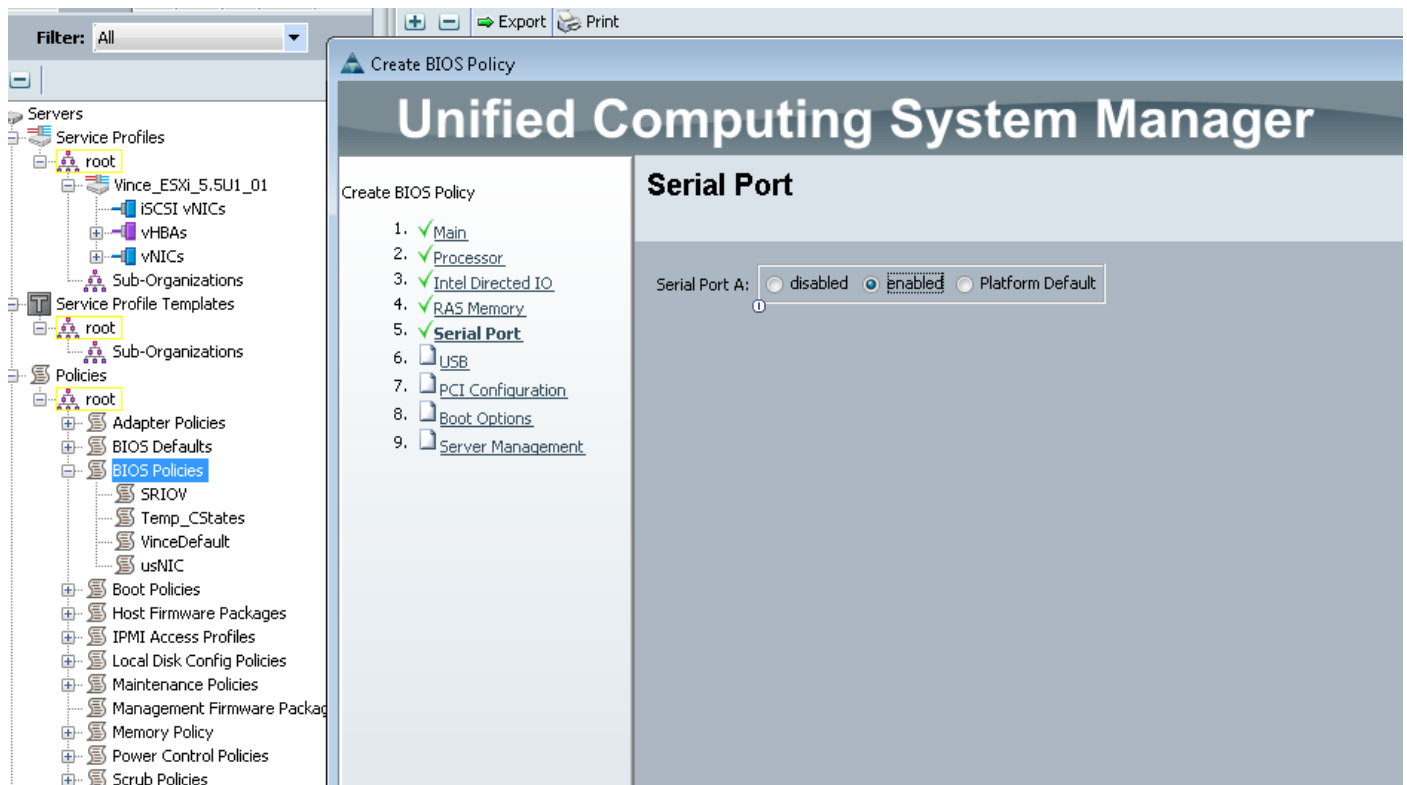 Export Print
Filter: All
Create BIOS Policy
Unified Computing System Manager
Servers
Service Profiles
root
Vince_ESXi_5.5U1_01
iSCSI vNICs
vHBAs
vNICs
Sub-Organizations
Service Profile Templates
root
Sub-Organizations
Policies
root
Adapter Policies
BIOS Defaults
BIOS Policies
SRIOV
Temp_CStates
VinceDefault
usNIC
Boot Policies
Host Firmware Packages
IPMI Access Profiles
Local Disk Config Policies
Maintenance Policies
Management Firmware Packag
Memory Policy
Power Control Policies
Scrub Policies
Create BIOS Policy
1. Main
2. Processor
3. Intel Directed IO
4. RAS Memory
5. Serial Port
6. USB
7. PCI Configuration
8. Boot Options
9. Server Management
Serial Port
Serial Port A: disabled enabled Platform Default